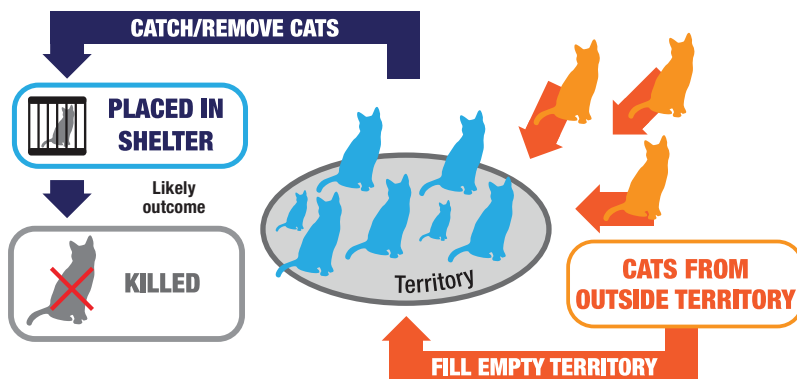 CATCH/REMOVE CATS
PLACED IN
SHELTER
Likely
outcome
KILLED
Territory
CATS FROM
OUTSIDE TERRITORY
FILL EMPTY TERRITORY